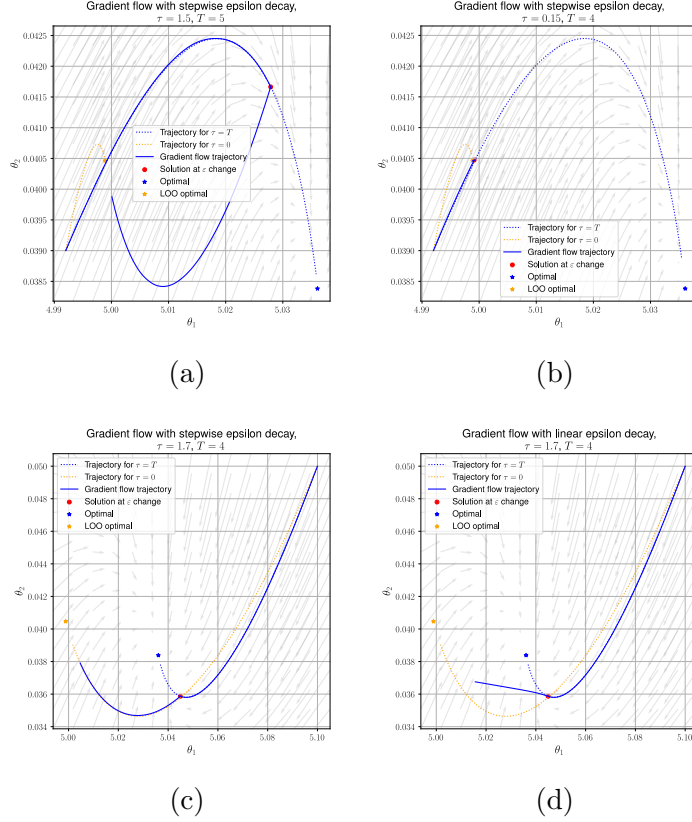 Gradient flow with stepwise epsilon decay,
τ = 1.5, T = 5
0.0425
0.0420
0.0415
0.0410
0.0405
0.0400
0.0395
0.0390
0.0385
θ2
Trajectory for τ = T
Trajectory for τ = 0
Gradient flow trajectory
Solution at ε change
Optimal
LOO optimal
4.99
5.00
5.01
5.02
5.03
θ1
(a)
Gradient flow with stepwise epsilon decay,
τ = 0.15, T = 4
0.0425
0.0420
0.0415
0.0410
0.0405
0.0400
0.0395
0.0390
0.0385
θ2
Trajectory for τ = T
Trajectory for τ = 0
Gradient flow trajectory
Solution at ε change
Optimal
LOO optimal
4.99
5.00
5.01
5.02
5.03
θ1
(b)
Gradient flow with stepwise epsilon decay,
τ = 1.7, T = 4
Trajectory for τ = T
Trajectory for τ = 0
Gradient flow trajectory
Solution at ε change
Optimal
LOO optimal
0.050
0.048
0.046
0.044
0.042
0.040
0.038
0.036
0.034
θ2
5.00
5.02
5.04
5.06
5.08
5.10
θ1
(c)
Gradient flow with linear epsilon decay,
τ = 1.7, T = 4
Trajectory for τ = T
Trajectory for τ = 0
Gradient flow trajectory
Solution at ε change
Optimal
LOO optimal
0.050
0.048
0.046
0.044
0.042
0.040
0.038
0.036
0.034
θ2
5.00
5.02
5.04
5.06
5.08
5.10
θ1
(d)